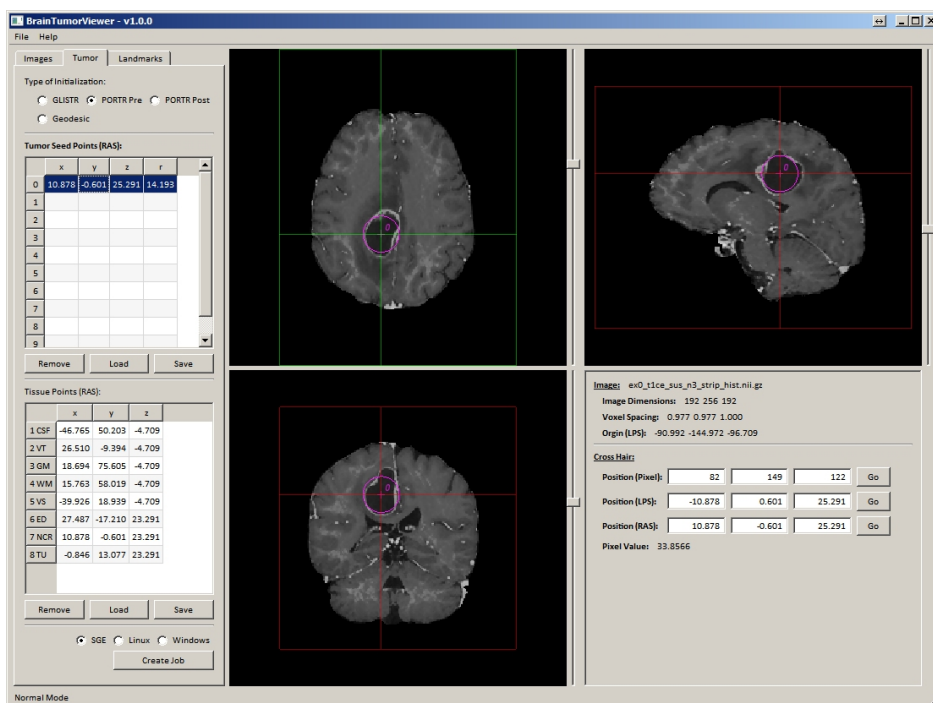 BrainTumorViewer - v1.0.0
File Help
Images Tumor Landmarks
Type of Initialization:
GLISTR PORTR Pre PORTR Post
Geodesic
Tumor Seed Points (RAS):
x y z r
0 10.878 -0.601 25.291 14.193
1
2
3
4
5
6
7
8
9
Remove Load Save
Tissue Points (RAS):
x y z
1 CSF -46.765 50.203 -4.709
2 VT 26.510 -9.394 -4.709
3 GM 18.694 75.605 -4.709
4 WM 15.763 58.019 -4.709
5 VS -39.926 18.939 -4.709
6 ED 27.487 -17.210 23.291
7 NCR 10.878 -0.601 23.291
8 TU -0.846 13.077 23.291
Remove Load Save
SGE Linux Windows
Create Job
Normal Mode
0
0
0
Image: ex0_t1ce_sus_n3_strip_hist.nii.gz
Image Dimensions: 192 256 192
Voxel Spacing: 0.977 0.977 1.000
Orgin (LPS): -90.992 -144.972 -96.709
Cross Hair:
Position (Pixel): 82 149 122 Go
Position (LPS): -10.878 0.601 25.291 Go
Position (RAS): 10.878 -0.601 25.291 Go
Pixel Value: 33.8566